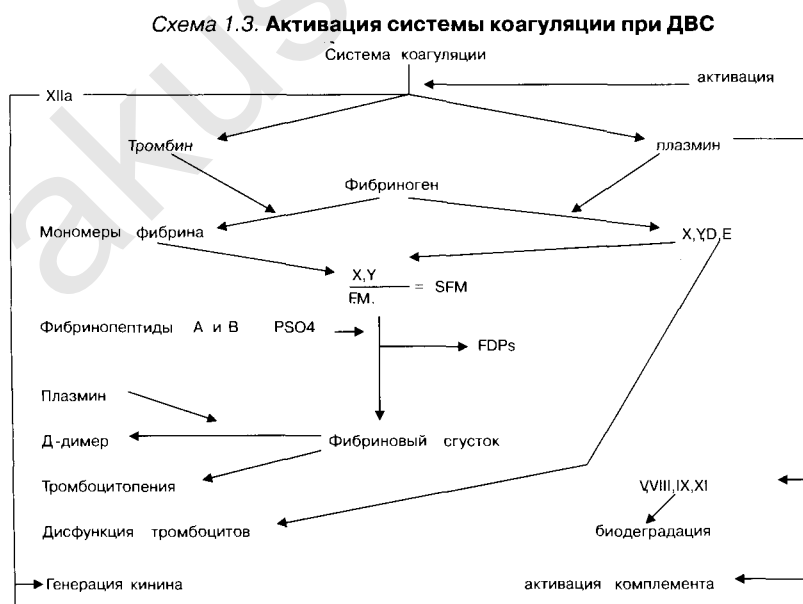 Схема 1.3. Активация системы коагуляции при ДВС
Система коагуляции
активация
XIIa
Тромбин
плазмин
Фибриноген
Мономеры фибрина
X,Y,D,E
X,Y
F.M.
= SFM
Фибринопептиды А и В PSO4
FDPs
Плазмин
Д-димер
Фибриновый сгусток
Тромбоцитопения
V,VIII,IX,XI
Дисфункция тромбоцитов
биодеградация
Генерация кинина
активация комплемента
akus